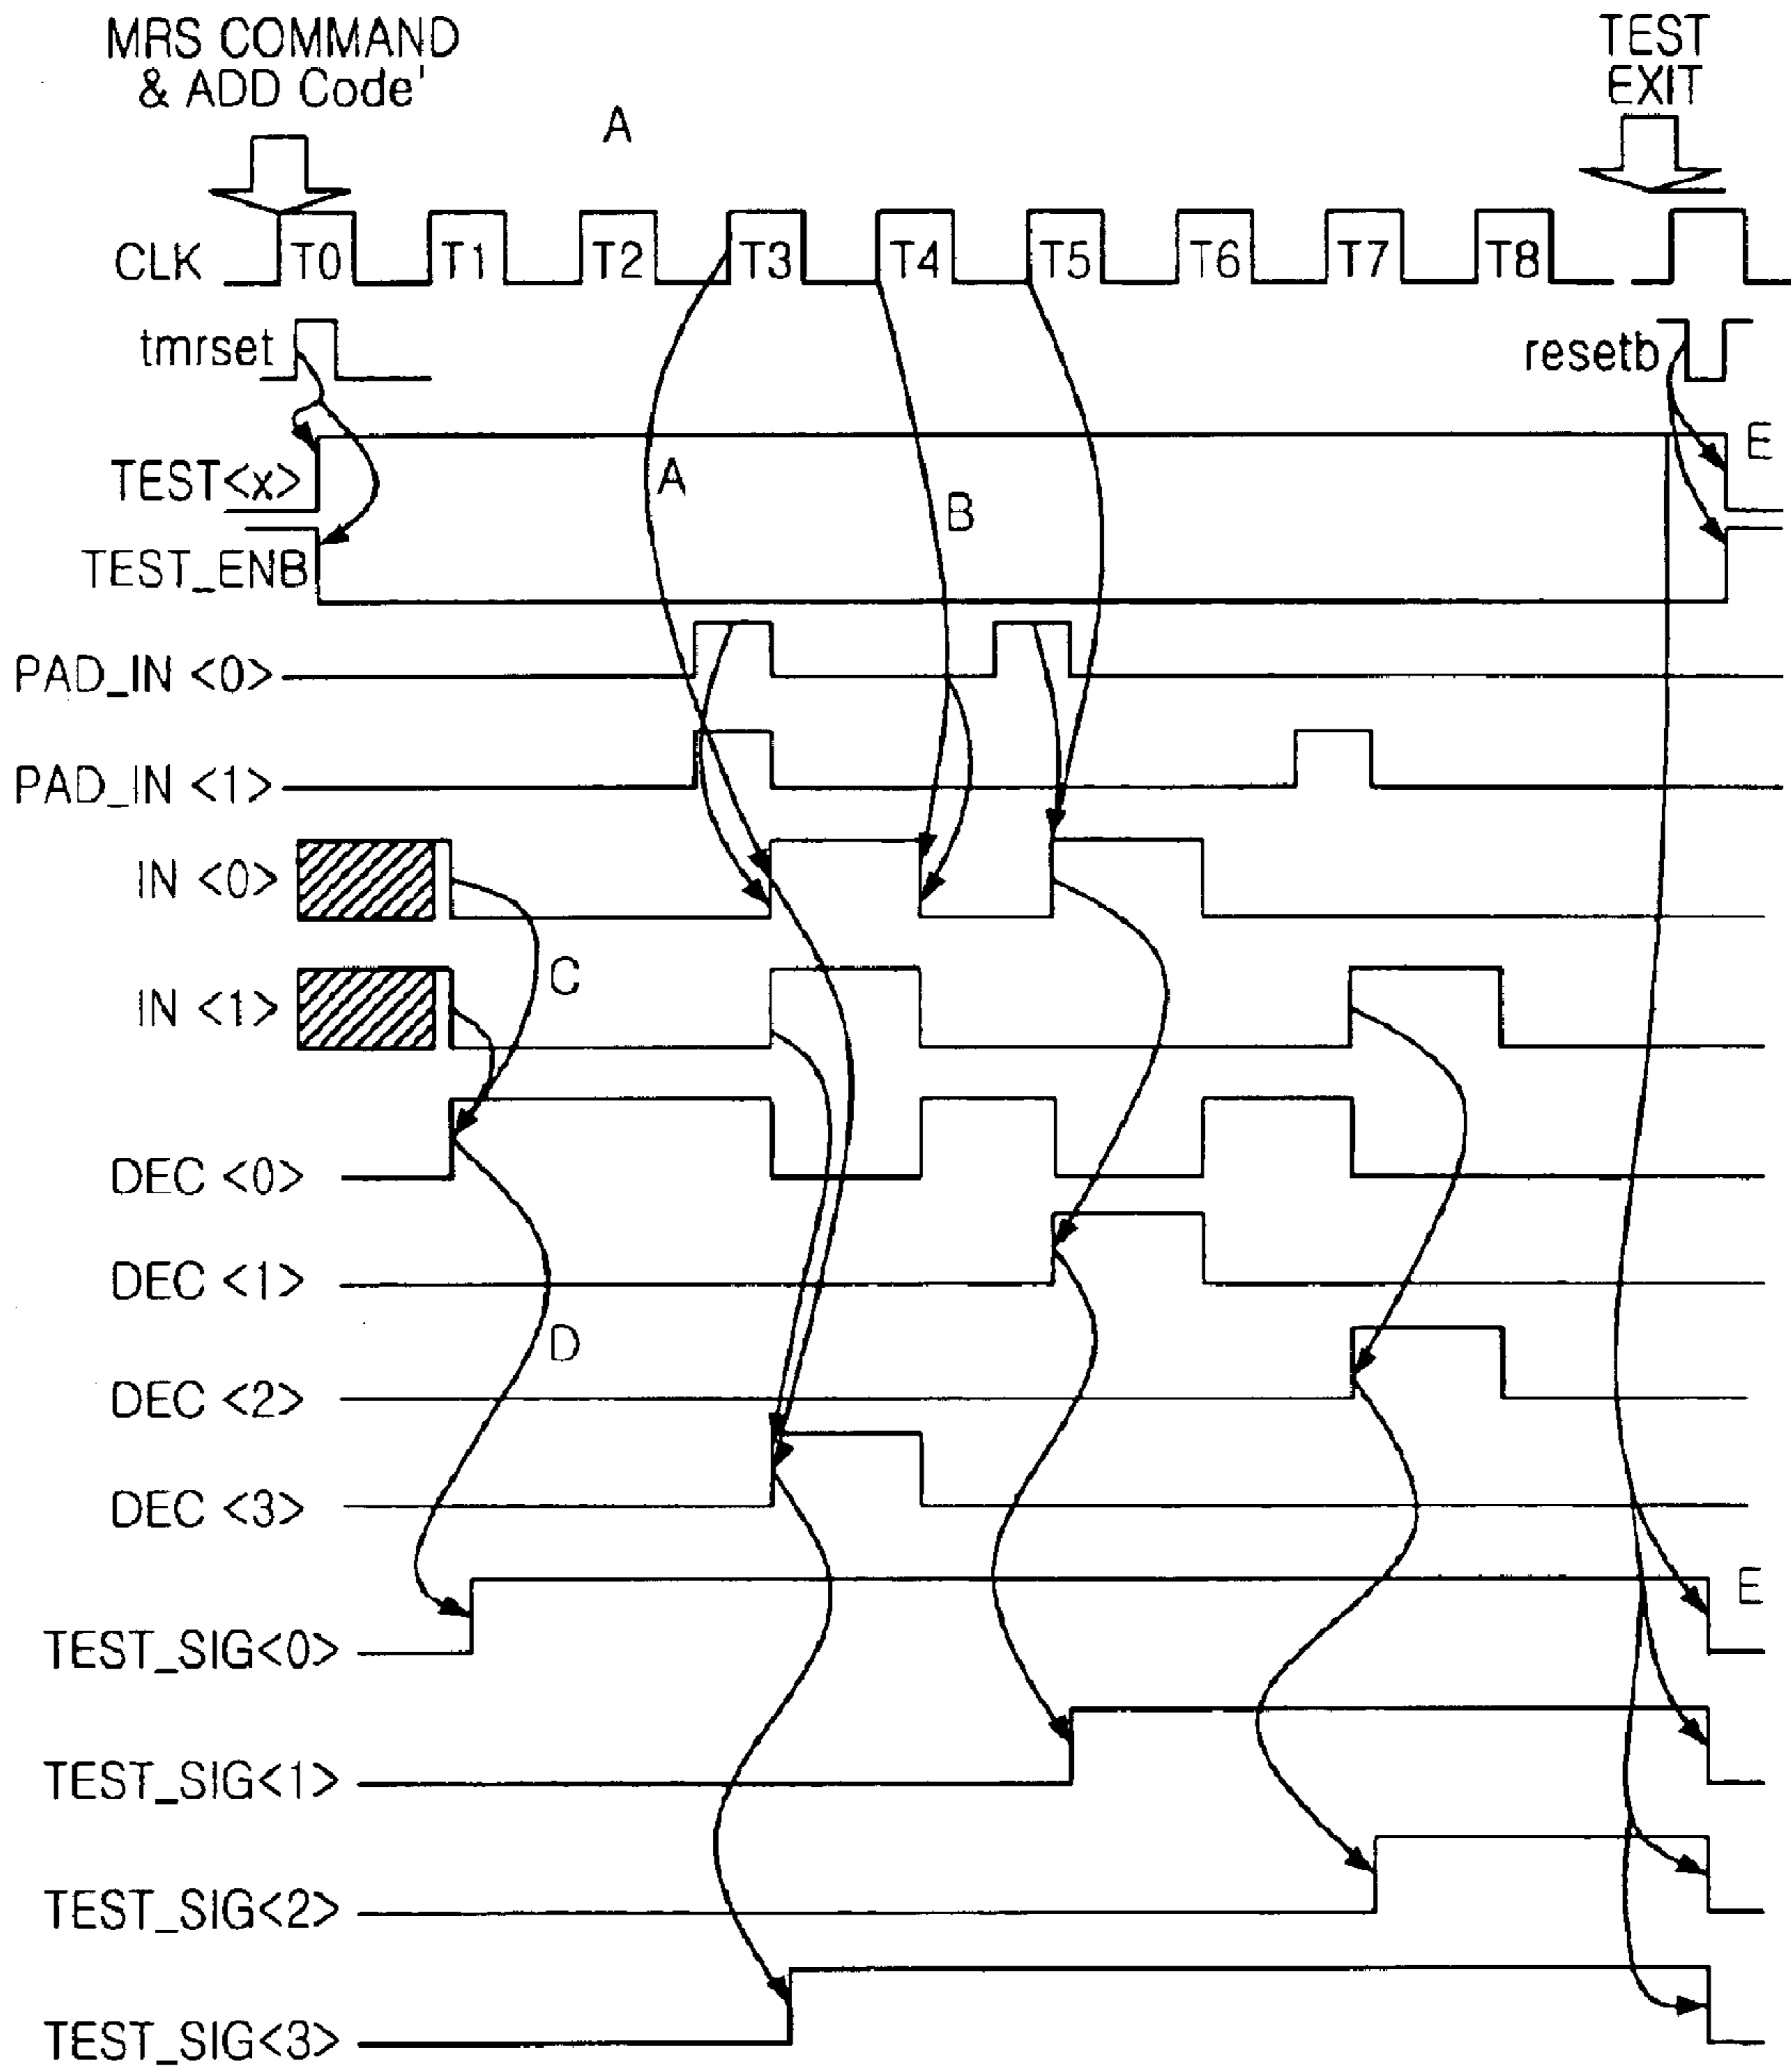 MRS COMMAND
& ADD Code'
TEST
EXIT
A
CLK T0 T1 T2 T3 T4 T5 T6 T7 T8
tmrset
resetb
TEST<x>
E
A
B
TEST_ENB
PAD_IN <0>
PAD_IN <1>
IN <0>
C
IN <1>
DEC <0>
DEC <1>
D
DEC <2>
DEC <3>
E
TEST_SIG<0>
TEST_SIG<1>
TEST_SIG<2>
TEST_SIG<3>